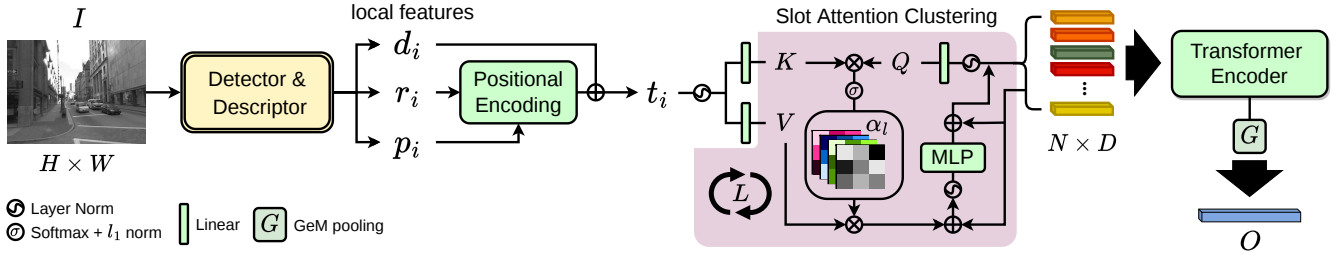 I
H × W
Detector &
Descriptor
local features
d_i
r_i
p_i
Positional
Encoding
t_i
Slot Attention Clustering
K
V
Q
σ
α_l
L
MLP
N × D
Transformer
Encoder
G
O
Layer Norm
σ Softmax + l_1 norm
Linear
G GeM pooling